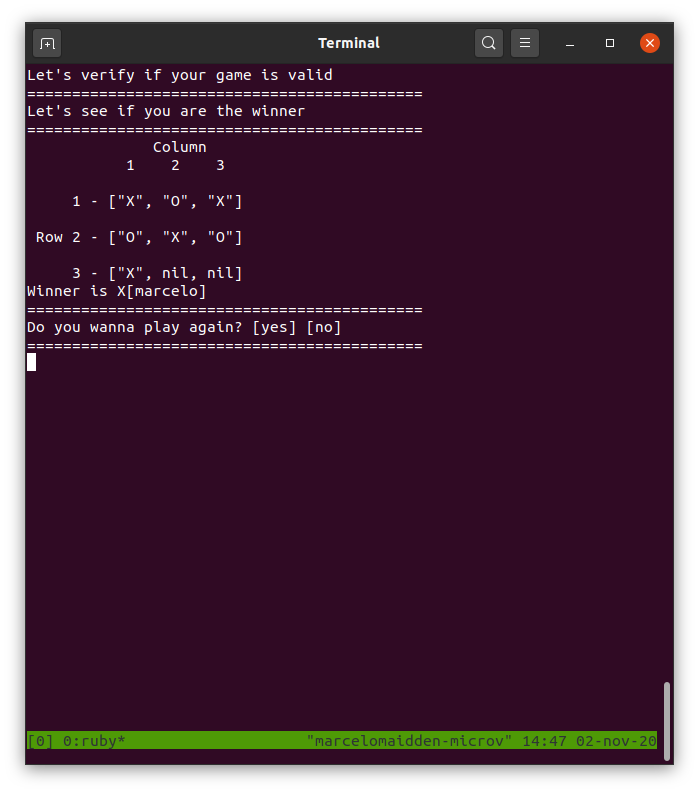 Terminal
Let's verify if your game is valid
============================================
Let's see if you are the winner
============================================
Column
1 2 3
1 - ["X", "O", "X"]
Row 2 - ["O", "X", "O"]
3 - ["X", nil, nil]
Winner is X[marcelo]
============================================
Do you wanna play again? [yes] [no]
============================================
[0] 0:ruby* "marcelomaidden-microv" 14:47 02-nov-20